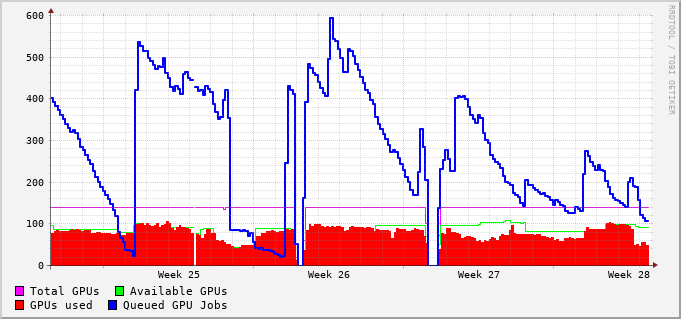 600
500
400
300
200
100
0
Week 25 Week 26 Week 27 Week 28
Total GPUs Available GPUs
GPUs used Queued GPU Jobs
RRDTOOL / TOBI OETIKER